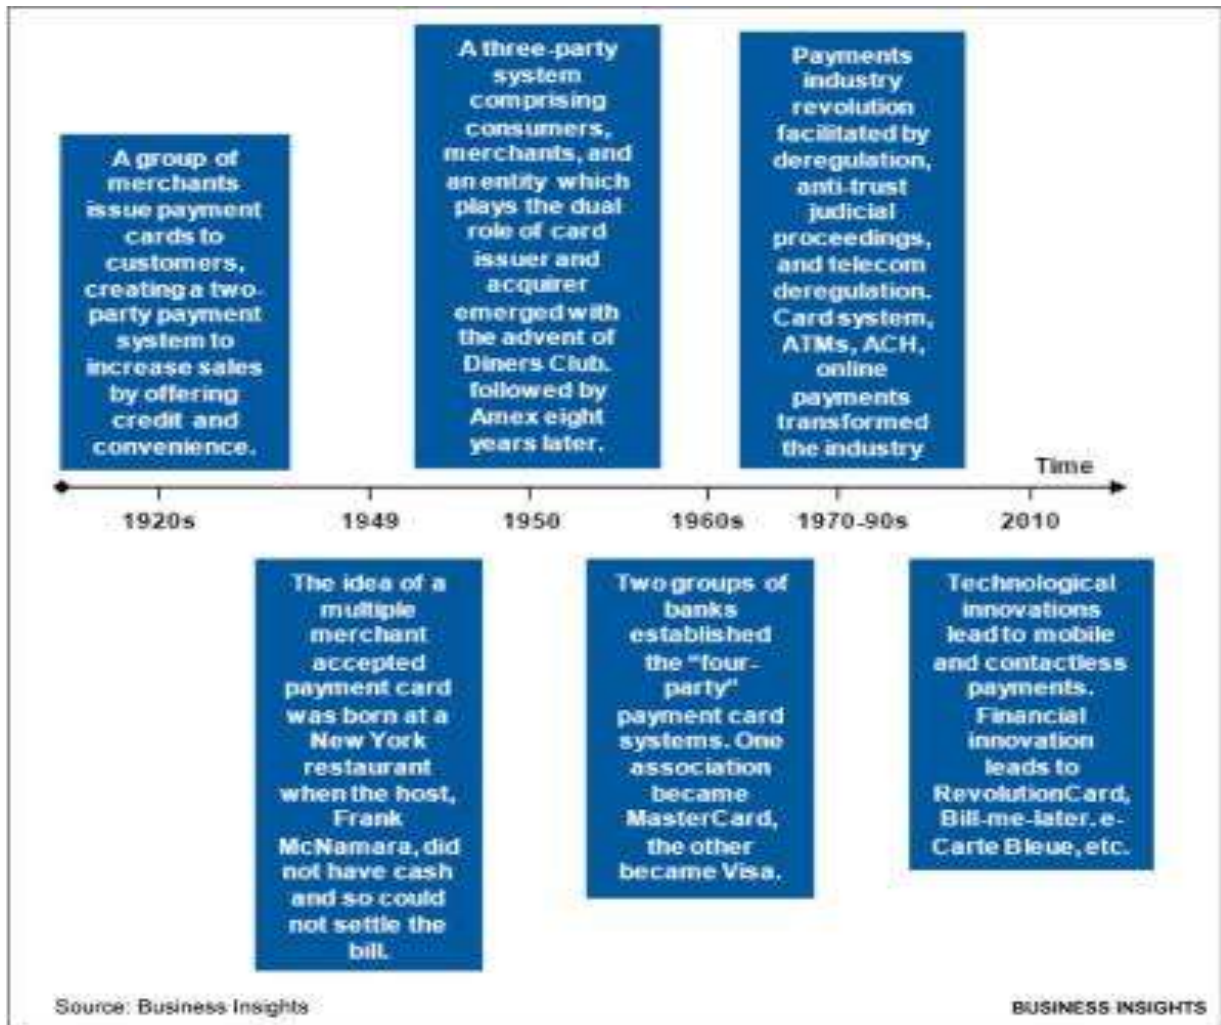 A group of
merchants
issue payment
cards to
customers,
creating a two-
party payment
system to
increase sales
by offering
credit and
convenience.
A three-party
system
comprising
consumers,
merchants, and
an entity which
plays the dual
role of card
issuer and
acquirer
emerged with
the advent of
Diners Club.
followed by
Amex eight
years later.
Payments
industry
revolution
facilitated by
deregulation,
anti-trust
judicial
proceedings,
and telecom
deregulation.
Card system,
ATMs, ACH,
online
payments
transformed
the industry
Time
1920s
1949
1950
1960s
1970-90s
2010
The idea of a
multiple
merchant
accepted
payment card
was born at a
New York
restaurant
when the host,
Frank
McNamara, did
not have cash
and so could
not settle the
bill.
Two groups of
banks
established
the "four-
party"
payment card
systems. One
association
became
MasterCard,
the other
became Visa.
Technological
innovations
lead to mobile
and contactless
payments.
Financial
innovation
leads to
RevolutionCard,
Bill-me-later. e-
Carte Bleue, etc.
Source: Business Insights
BUSINESS INSIGHTS